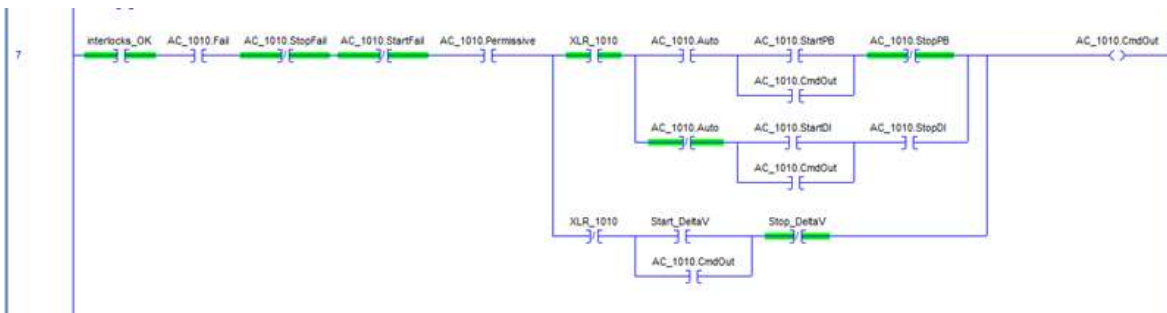 7
interlocks_OK AC_1010.Fail AC_1010.StopFail AC_1010.StartFail AC_1010.Permissive XLR_1010 AC_1010.Auto AC_1010.StartPB AC_1010.StopPB AC_1010.CmdOut
AC_1010.CmdOut
AC_1010.Auto AC_1010.StartDI AC_1010.StopDI
AC_1010.CmdOut
XLR_1010 Start_DeltaV Stop_DeltaV
AC_1010.CmdOut